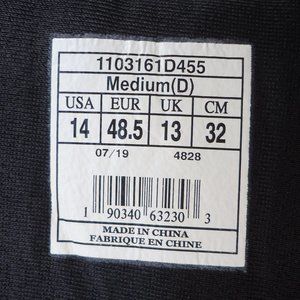 1103161D455
Medium(D)
USA EUR UK CM
14 48.5 13 32
07/19 4828
1 90340 63230 3
MADE IN CHINA
FABRIQUE EN CHINE